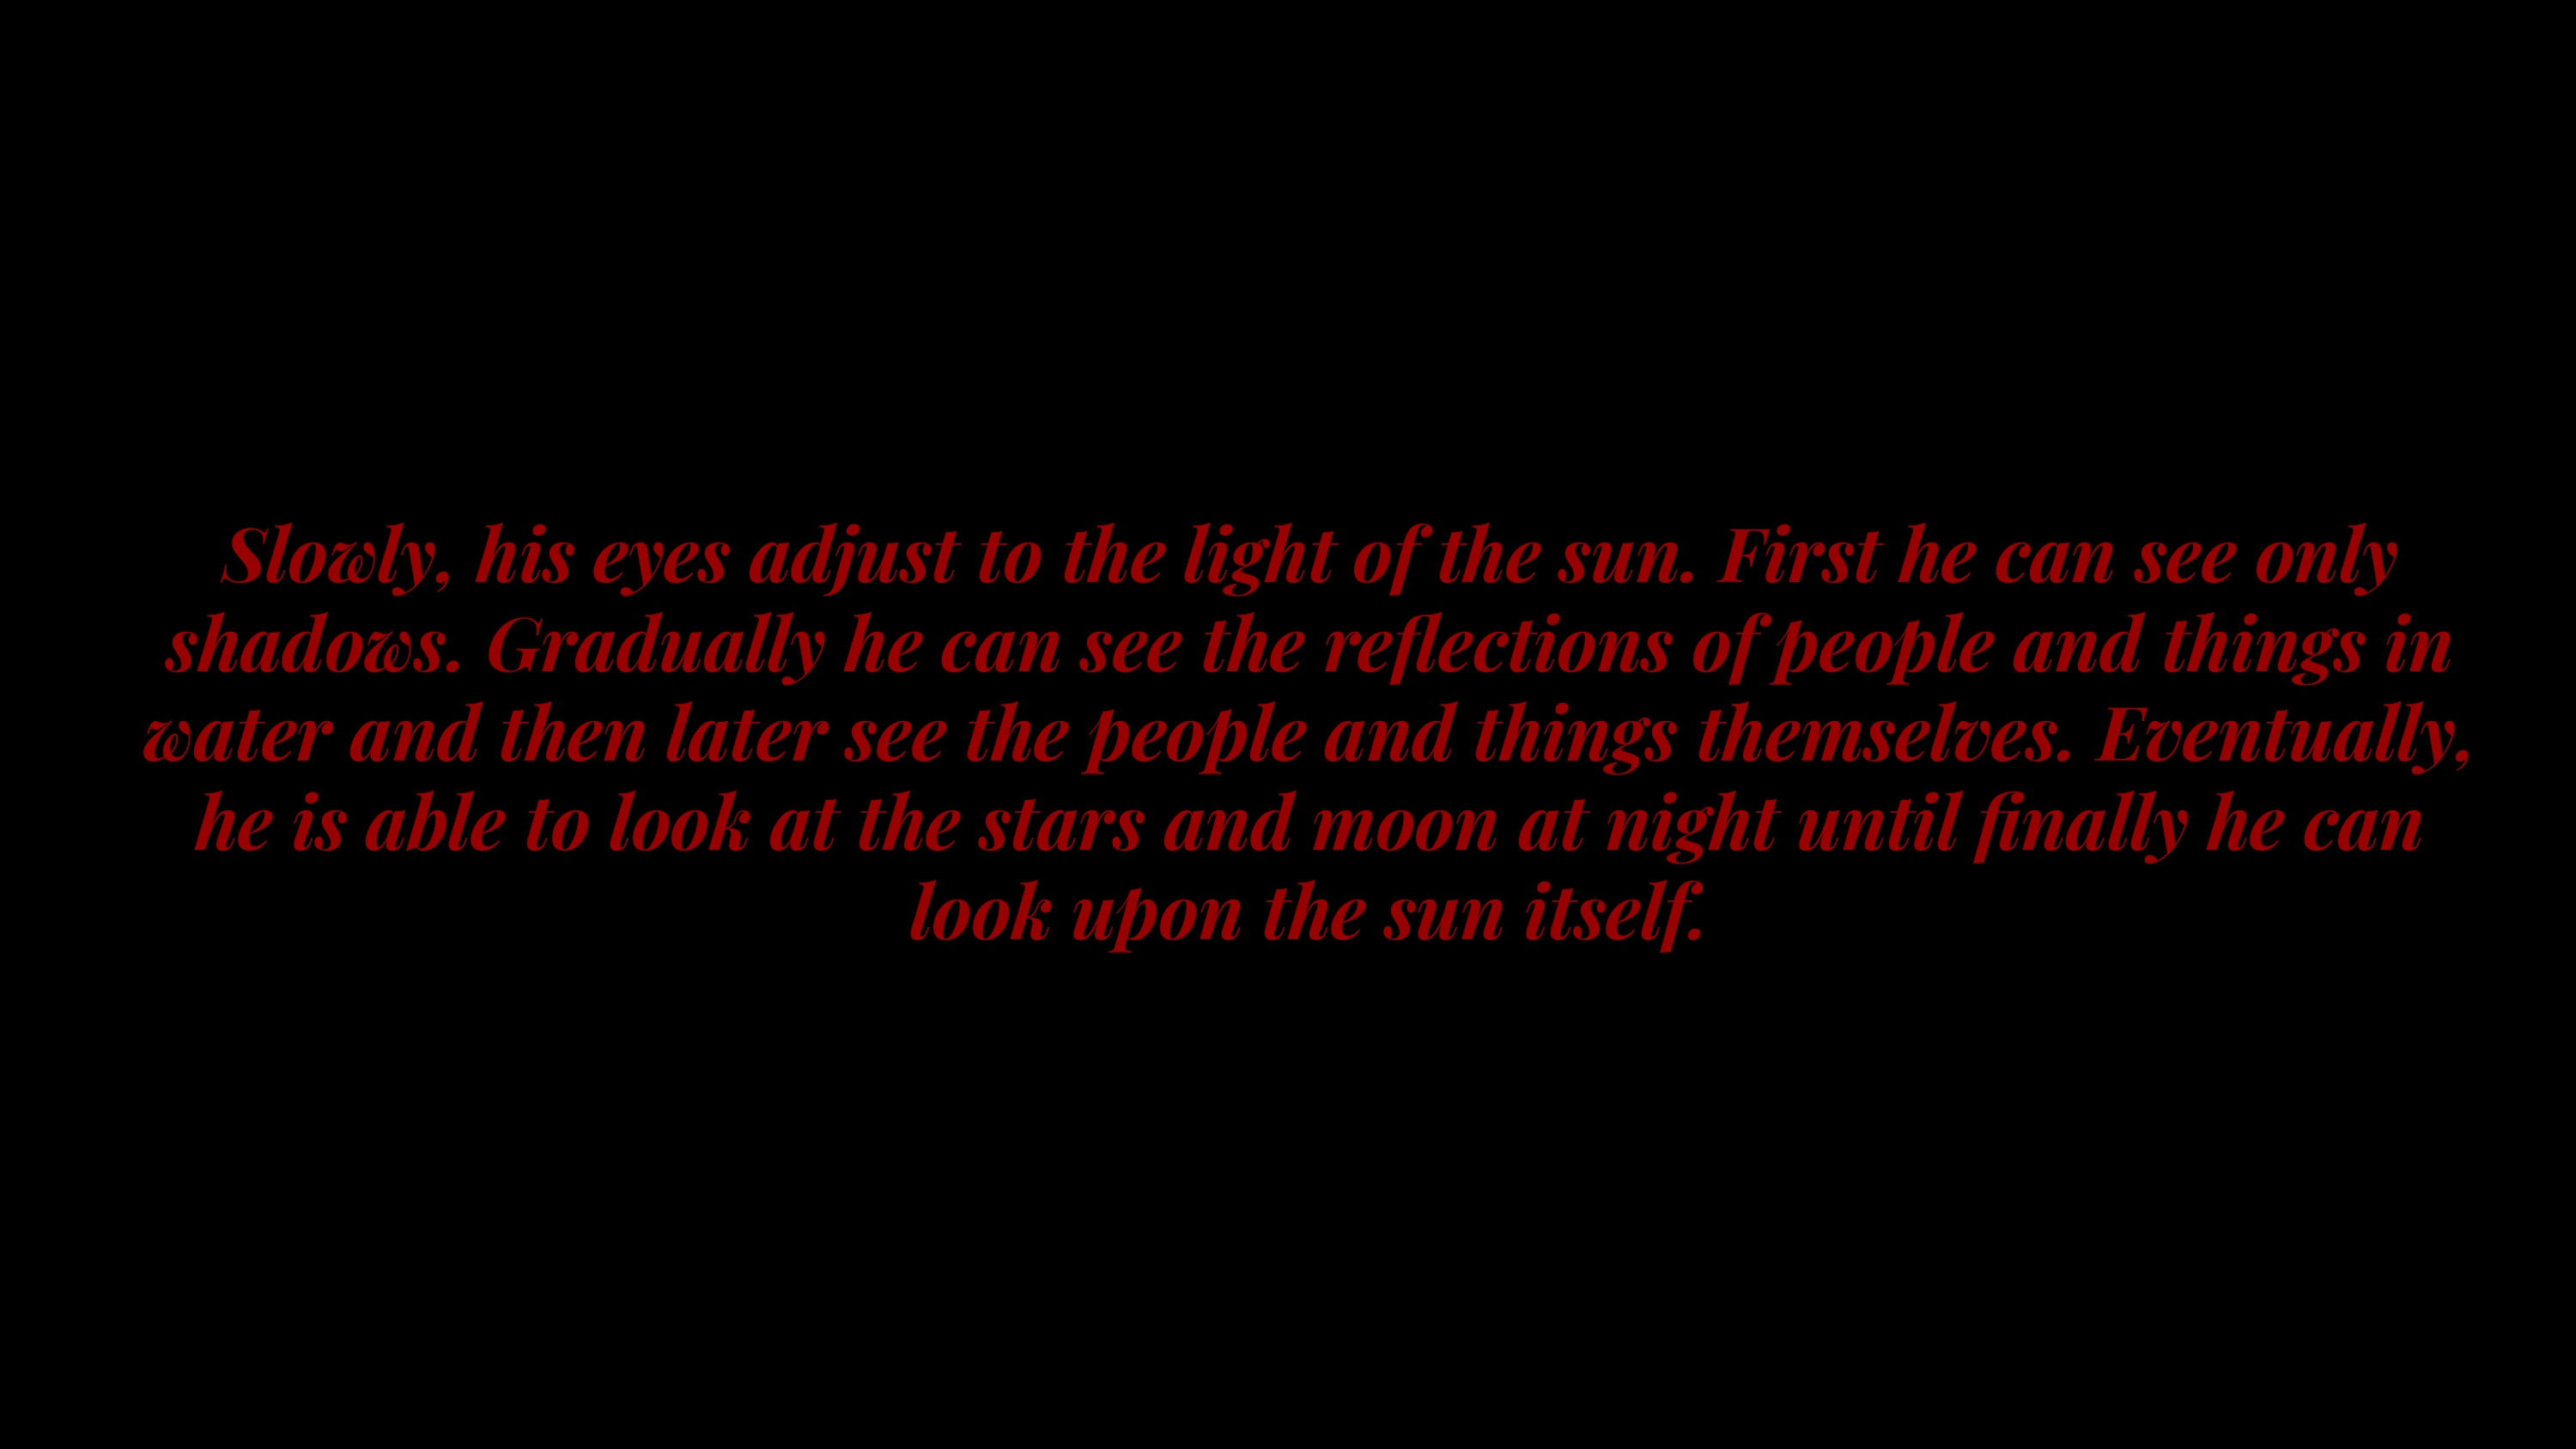 Slowly, his eyes adjust to the light of the sun. First he can see only
shadows. Gradually he can see the reflections of people and things in
water and then later see the people and things themselves. Eventually,
he is able to look at the stars and moon at night until finally he can
look upon the sun itself.